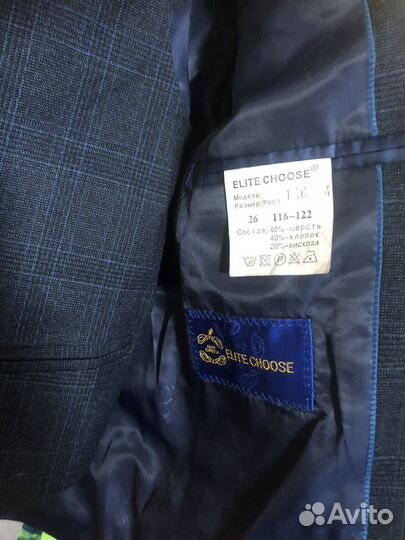 ELITE CHOOSE®
Модель:
Размер/Рост
26 116-122
Состав: 40%-шерсть
40%-хлопок
20%-вискоза
ELITE CHOOSE
Avito